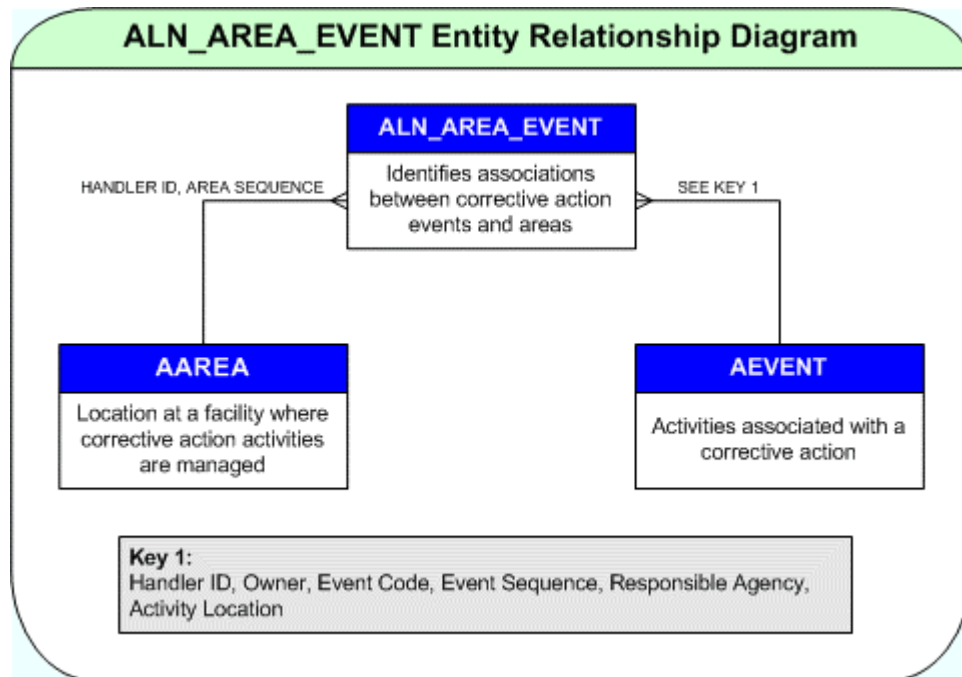 ALN_AREA_EVENT Entity Relationship Diagram
ALN_AREA_EVENT
Identifies associations
between corrective action
events and areas
HANDLER ID, AREA SEQUENCE
SEE KEY 1
AAREA
Location at a facility where
corrective action activities
are managed
AEVENT
Activities associated with a
corrective action
Key 1:
Handler ID, Owner, Event Code, Event Sequence, Responsible Agency,
Activity Location